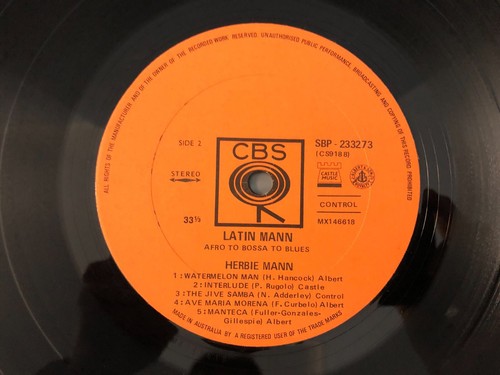 ALL RIGHTS OF THE MANUFACTURER AND OF THE OWNER OF THE RECORDED WORK RESERVED. UNAUTHORISED PUBLIC PERFORMANCE, BROADCASTING AND COPYING OF THIS RECORD PROHIBITED
SIDE 2
CBS
SBP - 233273
(CS9188)
STEREO
CASTLE MUSIC
33⅓
CONTROL
MX146618
LATIN MANN
AFRO TO BOSSA TO BLUES
HERBIE MANN
1:WATERMELON MAN (H. Hancock) Albert
2:INTERLUDE (P. Rugolo) Castle
3:THE JIVE SAMBA (N. Adderley) Control
4:AVE MARIA MORENA (F. Curbelo) Albert
5:MANTECA (Fuller-Gonzales-
Gillespie) Albert
MADE IN AUSTRALIA BY A REGISTERED USER OF THE TRADE MARKS